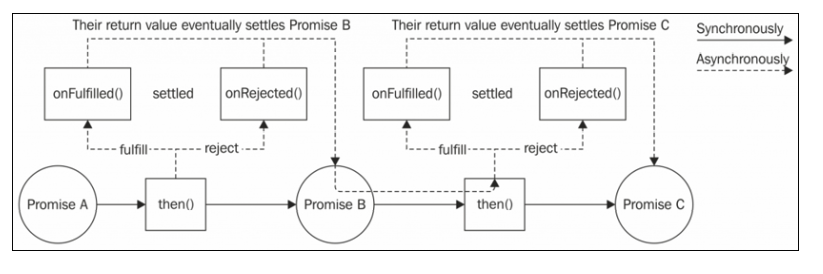 Their return value eventually settles Promise B
Their return value eventually settles Promise C
Synchronously
Asynchronously
onFulfilled()
settled
onRejected()
onFulfilled()
settled
onRejected()
fulfill
reject
fulfill
reject
Promise A
then()
Promise B
then()
Promise C